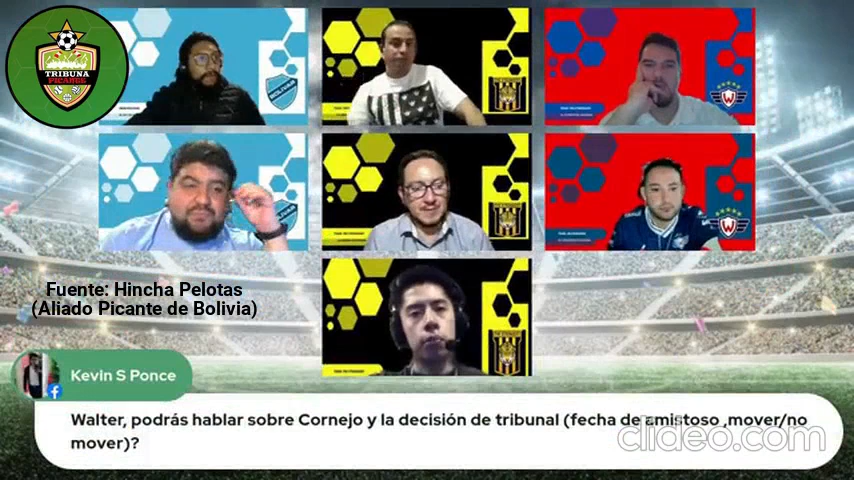 TRIBUNA
PICANTE
BOLIVAR
BOLIVAR
Fuente: Hincha Pelotas
(Aliado Picante de Bolivia)
Kevin S Ponce
Walter, podrás hablar sobre Cornejo y la decisión de tribunal (fecha de amistoso ,mover/no
mover)?
clideo.com